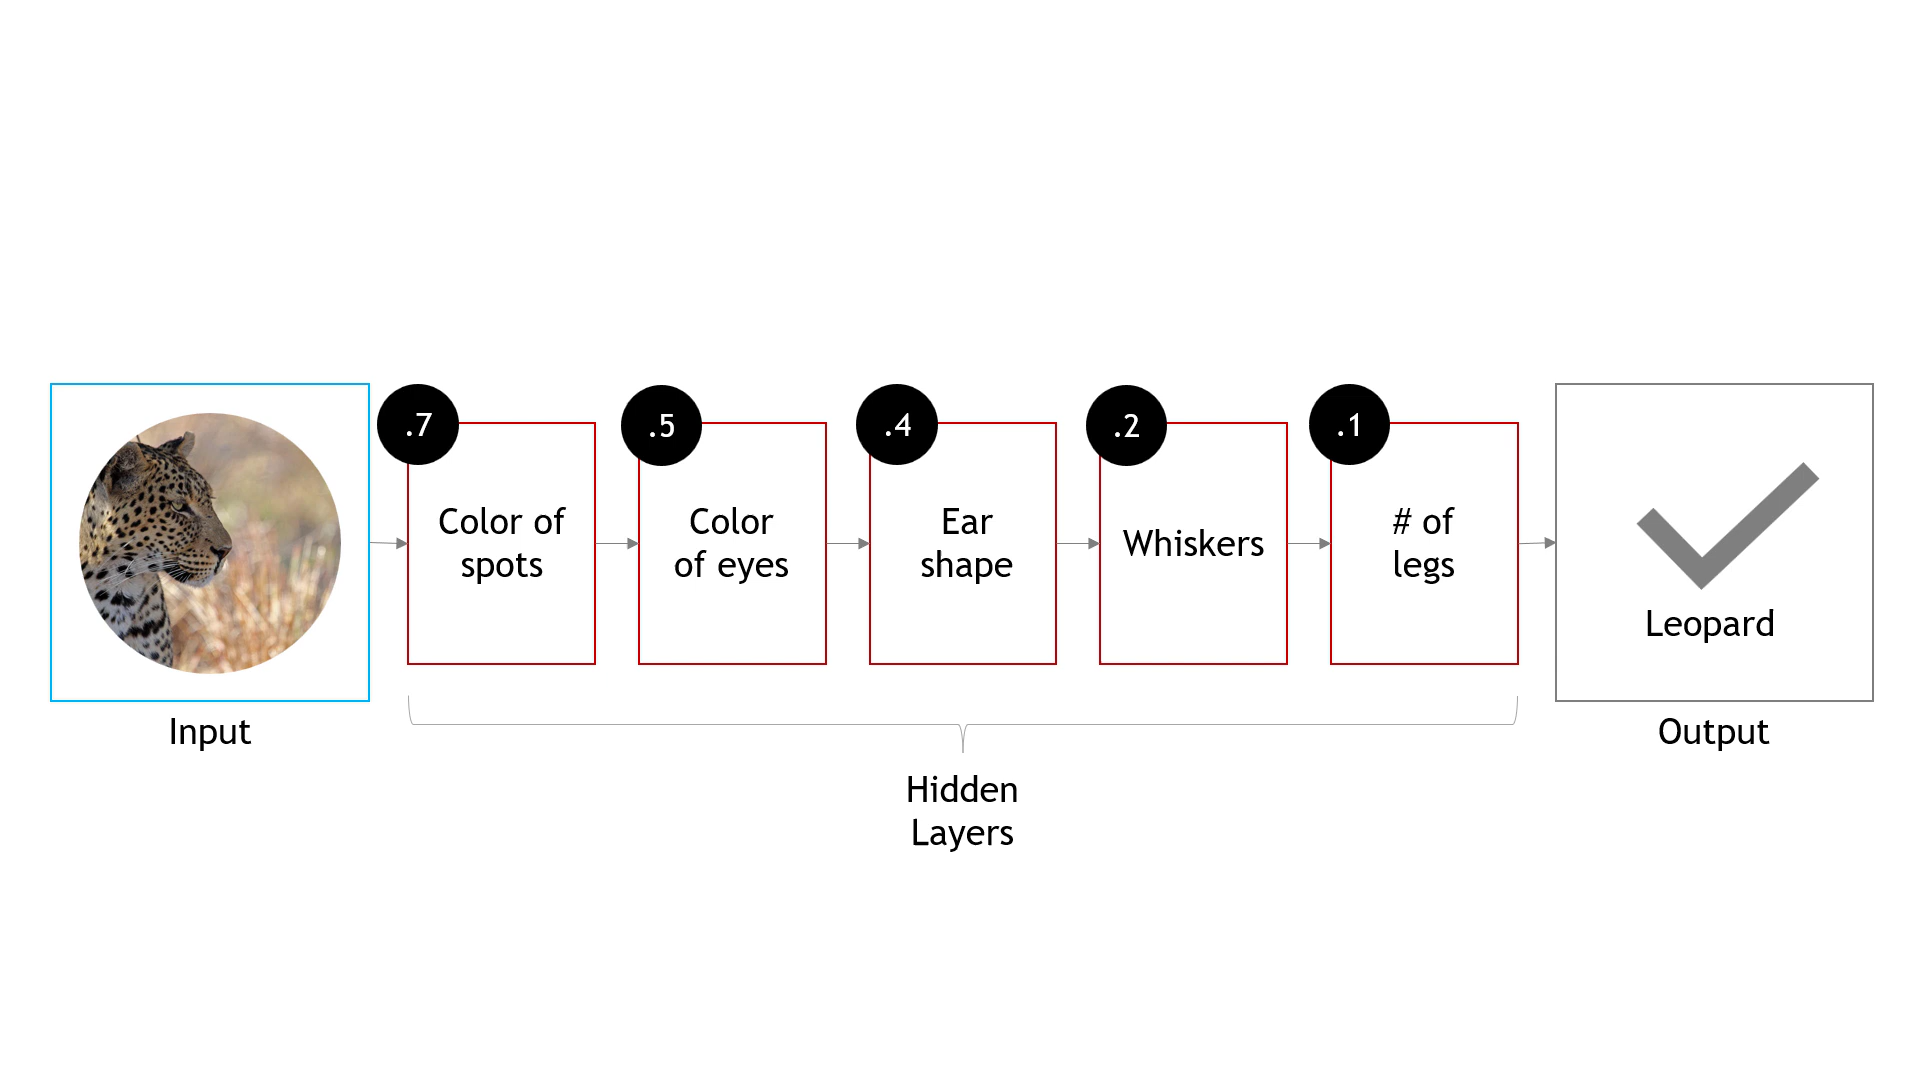 .7
.5
.4
.2
.1
Color of
spots
Color
of eyes
Ear
shape
Whiskers
# of
legs
Leopard
Input
Output
Hidden
Layers